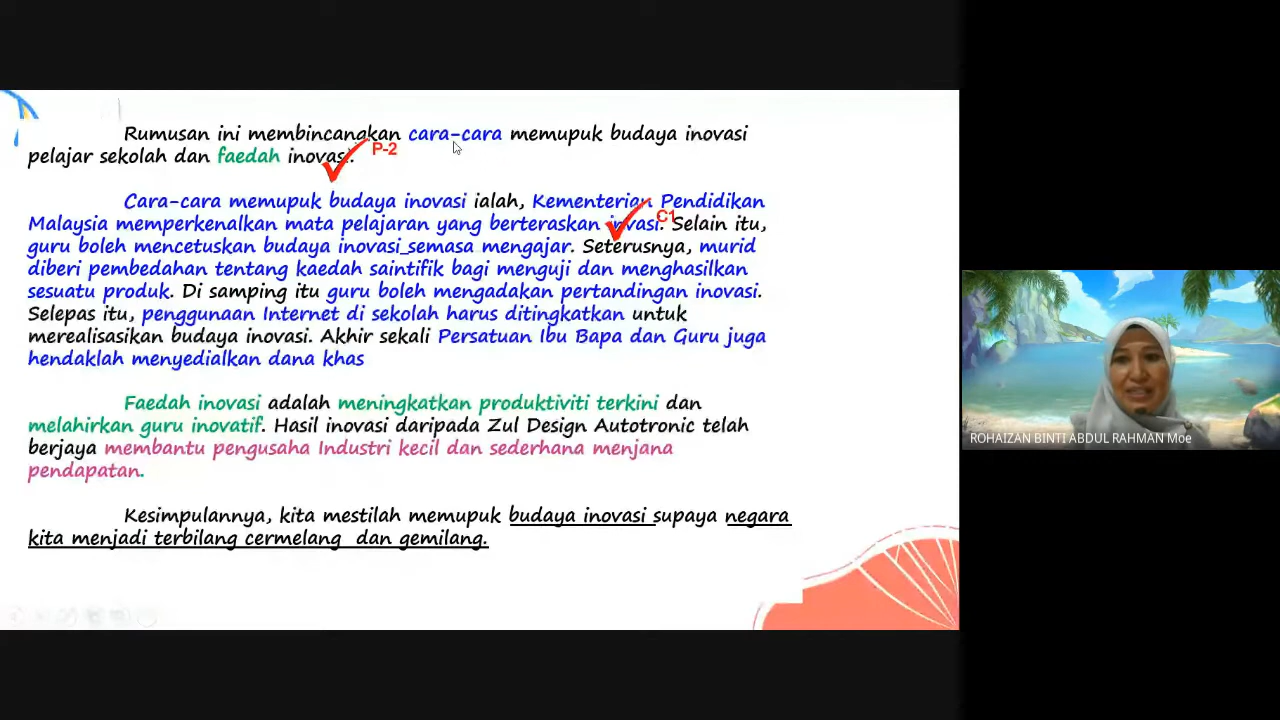 Rumusan ini membincangkan cara-cara memupuk budaya inovasi
pelajar sekolah dan faedah inovasi.
P-2
Cara-cara memupuk budaya inovasi ialah, Kementerian Pendidikan
Malaysia memperkenalkan mata pelajaran yang berteraskan invasi. Selain itu,
C1
guru boleh mencetuskan budaya inovasi semasa mengajar. Seterusnya, murid
diberi pembedahan tentang kaedah saintifik bagi menguji dan menghasilkan
sesuatu produk. Di samping itu guru boleh mengadakan pertandingan inovasi.
Selepas itu, penggunaan Internet di sekolah harus ditingkatkan untuk
merealisasikan budaya inovasi. Akhir sekali Persatuan Ibu Bapa dan Guru juga
hendaklah menyedialkan dana khas
Faedah inovasi adalah meningkatkan produktiviti terkini dan
melahirkan guru inovatif. Hasil inovasi daripada Zul Design Autotronic telah
berjaya membantu pengusaha Industri kecil dan sederhana menjana
pendapatan.
Kesimpulannya, kita mestilah memupuk budaya inovasi supaya negara
kita menjadi terbilang cermelang dan gemilang.
ROHAIZAN BINTI ABDUL RAHMAN Moe